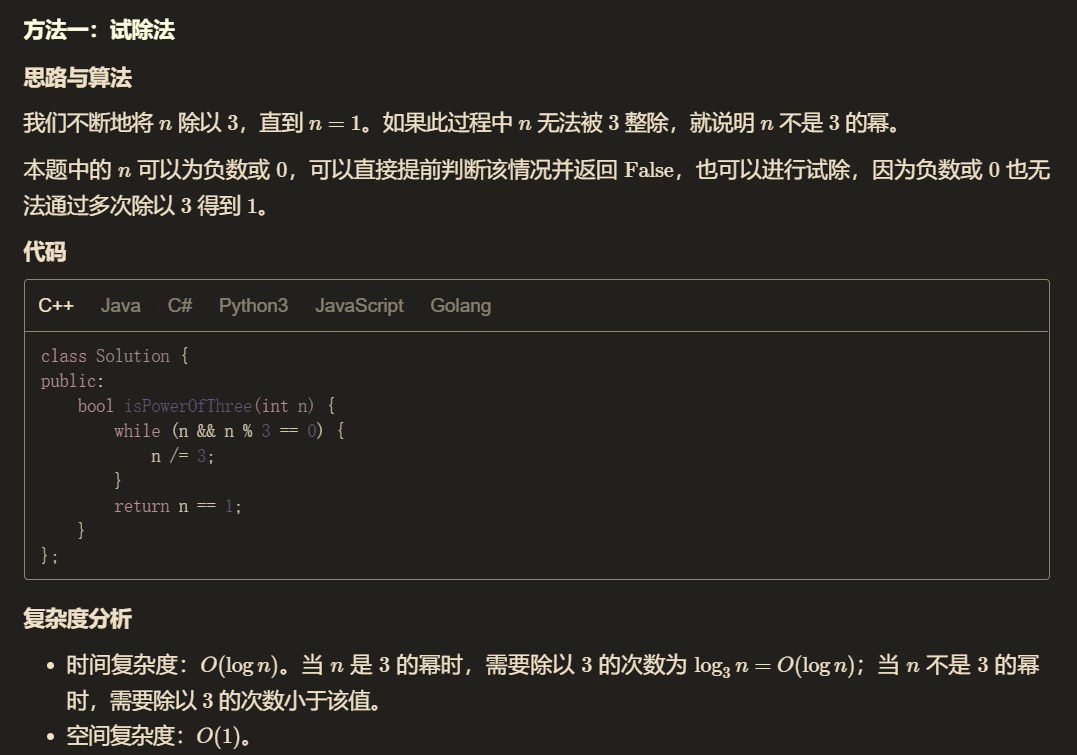 方法一：试除法
思路与算法
我们不断地将 n 除以 3，直到 n = 1。如果此过程中 n 无法被 3 整除，就说明 n 不是 3 的幂。
本题中的 n 可以为负数或 0，可以直接提前判断该情况并返回 False，也可以进行试除，因为负数或 0 也无
法通过多次除以 3 得到 1。
代码
C++ Java C# Python3 JavaScript Golang
class Solution {
public:
    bool isPowerOfThree(int n) {
        while (n && n % 3 == 0) {
            n /= 3;
        }
        return n == 1;
    }
};
复杂度分析
• 时间复杂度：O(log n)。当 n 是 3 的幂时，需要除以 3 的次数为 log₃ n = O(log n)；当 n 不是 3 的幂
时，需要除以 3 的次数小于该值。
• 空间复杂度：O(1)。